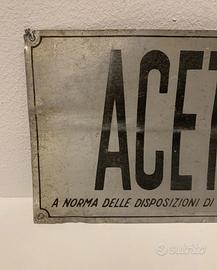 ACET
A NORMA DELLE DISPOSIZIONI DI
subito